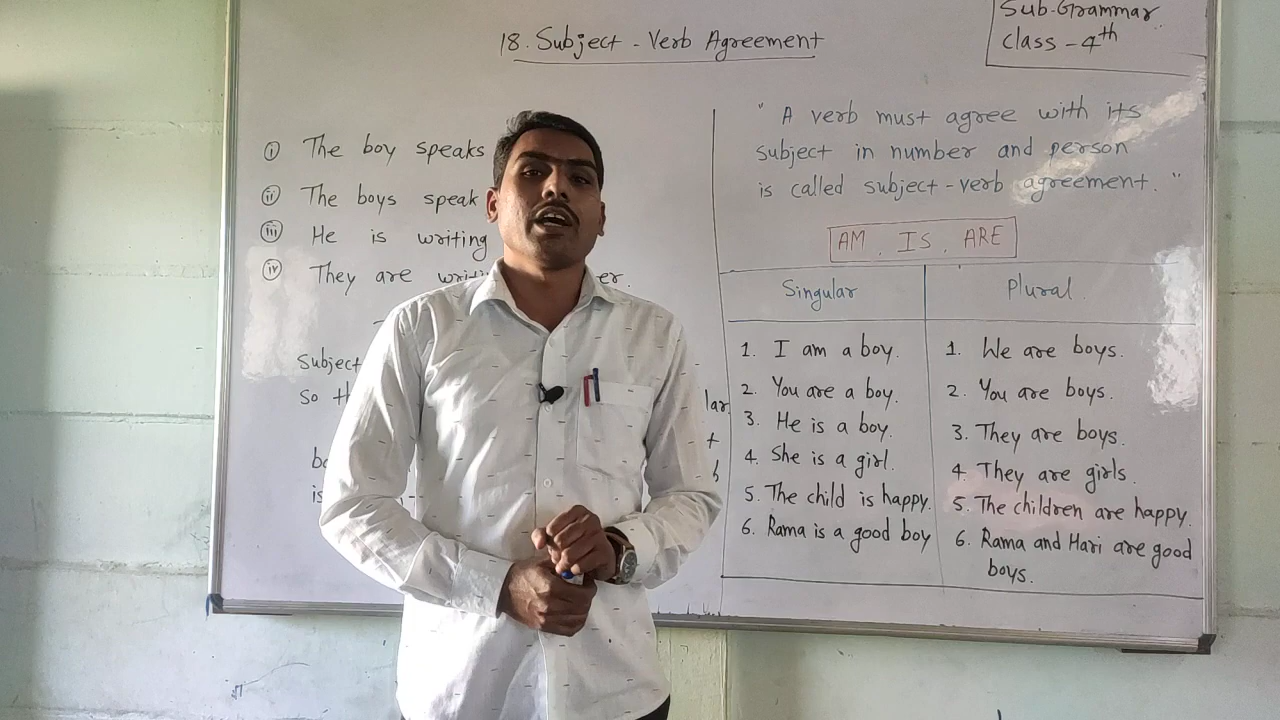 18. Subject - Verb Agreement
Sub-Grammar
Class - 4th
i The boy speaks
ii The boys speak
iii He is writing
iv They are er.
Subject
So
is
" A verb must agree with its
subject in number and person
is called subject-verb agreement. "
AM, IS, ARE
Singular
1. I am a boy.
2. You are a boy.
3. He is a boy.
4. She is a girl.
5. The child is happy.
6. Rama is a good boy
Plural
1. We are boys.
2. You are boys.
3. They are boys.
4. They are girls.
5. The children are happy.
6. Rama and Hari are good
boys.